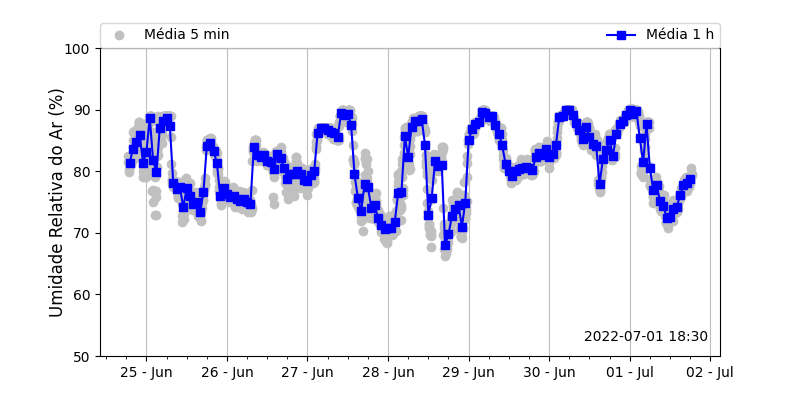 Média 5 min
Média 1 h
Umidade Relativa do Ar (%)
100
90
80
70
60
50
2022-07-01 18:30
25 - Jun
26 - Jun
27 - Jun
28 - Jun
29 - Jun
30 - Jun
01 - Jul
02 - Jul